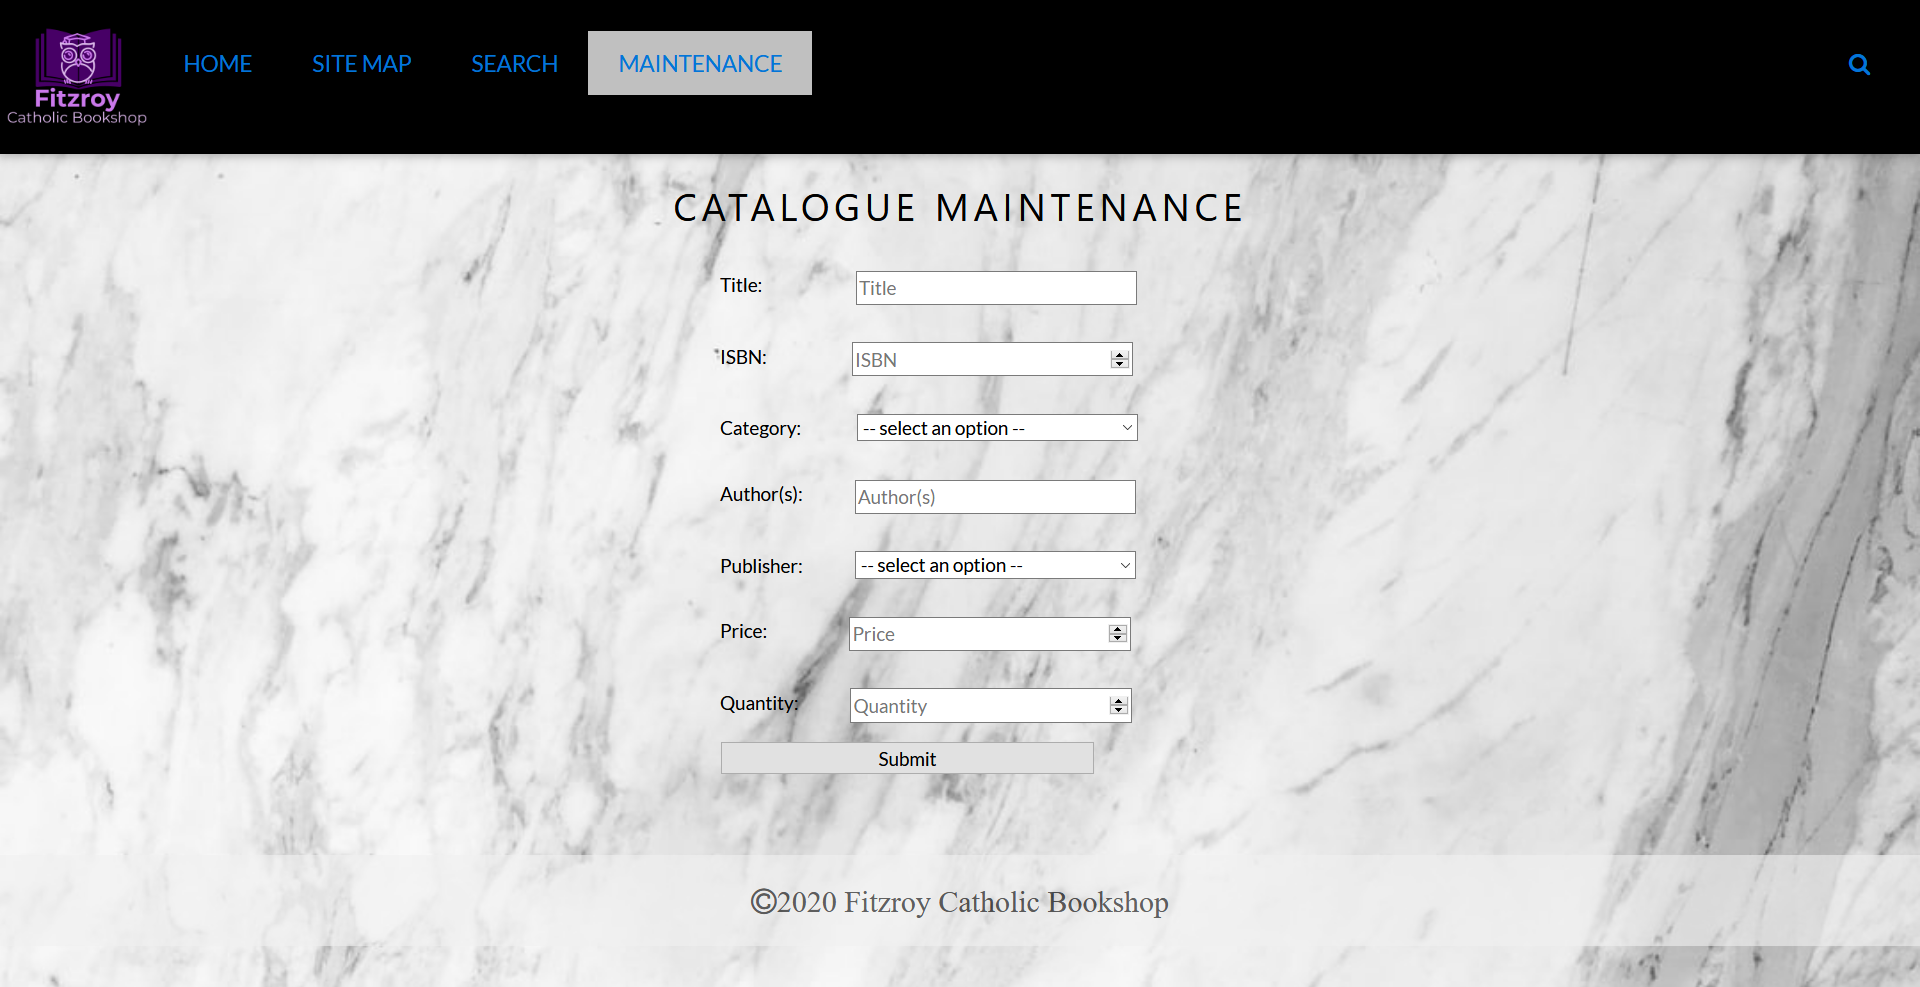 Fitzroy
Catholic Bookshop
HOME
SITE MAP
SEARCH
MAINTENANCE
CATALOGUE MAINTENANCE
Title:
Title
ISBN:
ISBN
Category:
-- select an option --
Author(s):
Author(s)
Publisher:
-- select an option --
Price:
Price
Quantity:
Quantity
Submit
©2020 Fitzroy Catholic Bookshop